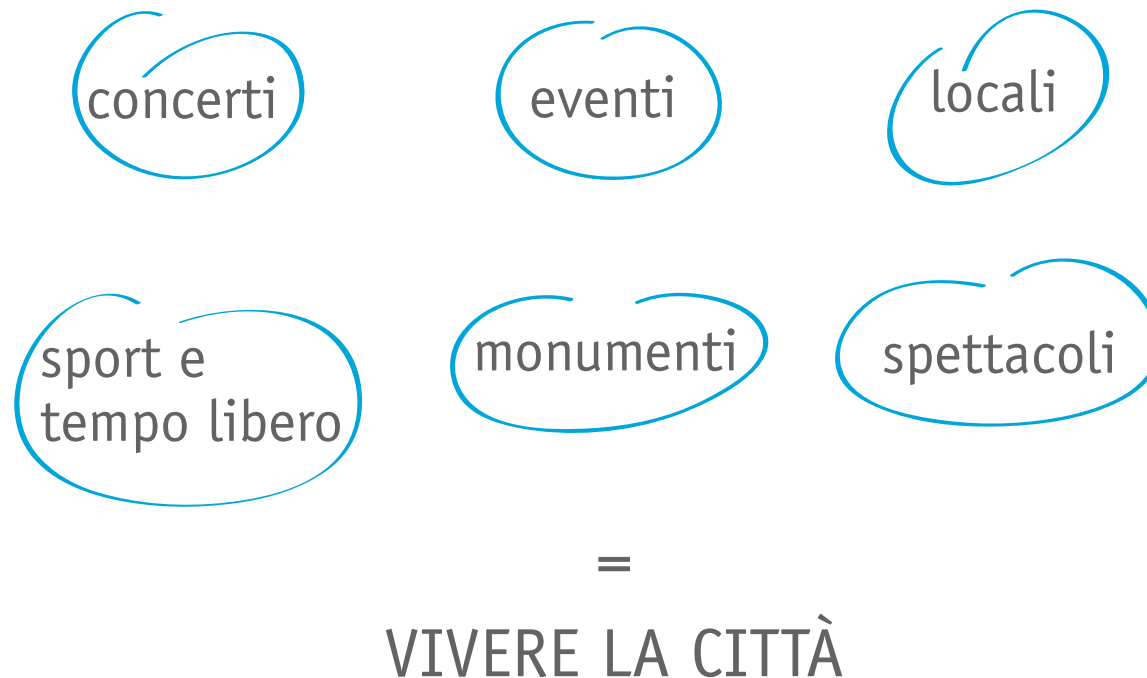 concerti
eventi
locali
sport e
tempo libero
monumenti
spettacoli
=
VIVERE LA CITTÀ